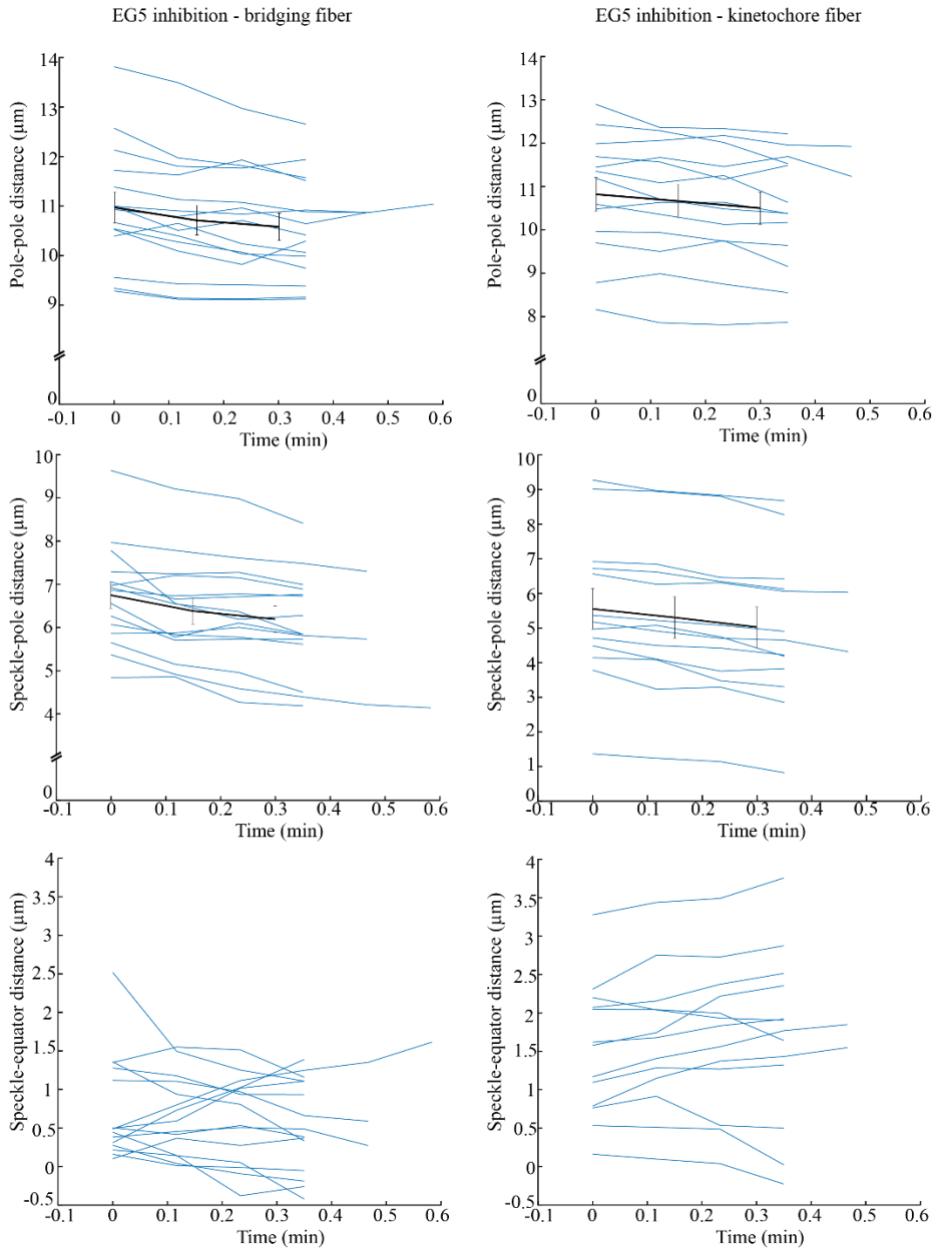 EG5 inhibition - bridging fiber
EG5 inhibition - kinetochore fiber
Pole-pole distance (µm)
14
13
12
11
10
9
0
-0.1 0 0.1 0.2 0.3 0.4 0.5 0.6
Time (min)
Pole-pole distance (µm)
14
13
12
11
10
9
8
0
-0.1 0 0.1 0.2 0.3 0.4 0.5 0.6
Time (min)
Speckle-pole distance (µm)
10
9
8
7
6
5
4
0
-0.1 0 0.1 0.2 0.3 0.4 0.5 0.6
Time (min)
Speckle-pole distance (µm)
10
9
8
7
6
5
4
3
2
1
0
-0.1 0 0.1 0.2 0.3 0.4 0.5 0.6
Time (min)
Speckle-equator distance (µm)
4
3.5
3
2.5
2
1.5
1
0.5
0
-0.5
-0.1 0 0.1 0.2 0.3 0.4 0.5 0.6
Time (min)
Speckle-equator distance (µm)
4
3.5
3
2.5
2
1.5
1
0.5
0
-0.5
-0.1 0 0.1 0.2 0.3 0.4 0.5 0.6
Time (min)